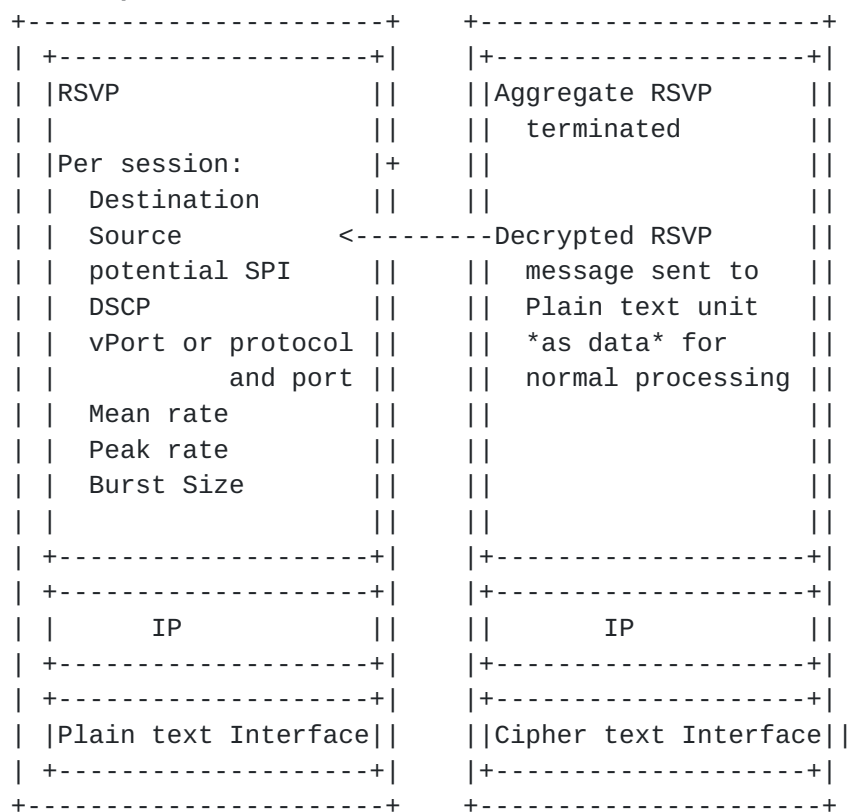 +-----------------------+    +----------------------+
| +--------------------+|    |+--------------------+|
| |RSVP                ||    ||Aggregate RSVP      ||
| |                    ||    ||  terminated        ||
| |Per session:        |+    ||                    ||
| |  Destination       ||    ||                    ||
| |  Source          <---------Decrypted RSVP      ||
| |  potential SPI     ||    ||  message sent to   ||
| |  DSCP              ||    ||  Plain text unit   ||
| |  vPort or protocol ||    ||  *as data* for     ||
| |           and port ||    ||  normal processing ||
| |  Mean rate         ||    ||                    ||
| |  Peak rate         ||    ||                    ||
| |  Burst Size        ||    ||                    ||
| |                    ||    ||                    ||
| +--------------------+|    |+--------------------+|
| +--------------------+|    |+--------------------+|
| |      IP            ||    ||       IP           ||
| +--------------------+|    |+--------------------+|
| +--------------------+|    |+--------------------+|
| |Plain text Interface||    ||Cipher text Interface||
| +--------------------+|    |+--------------------+|
+-----------------------+    +----------------------+